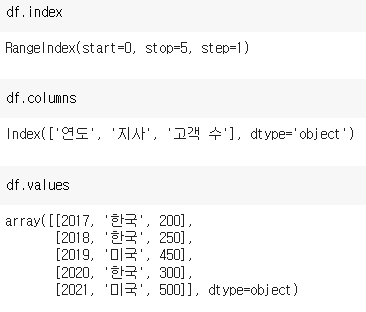 df.index
RangeIndex(start=0, stop=5, step=1)
df.columns
Index(['연도', '지사', '고객 수'], dtype='object')
df.values
array([[2017, '한국', 200],
[2018, '한국', 250],
[2019, '미국', 450],
[2020, '한국', 300],
[2021, '미국', 500]], dtype=object)